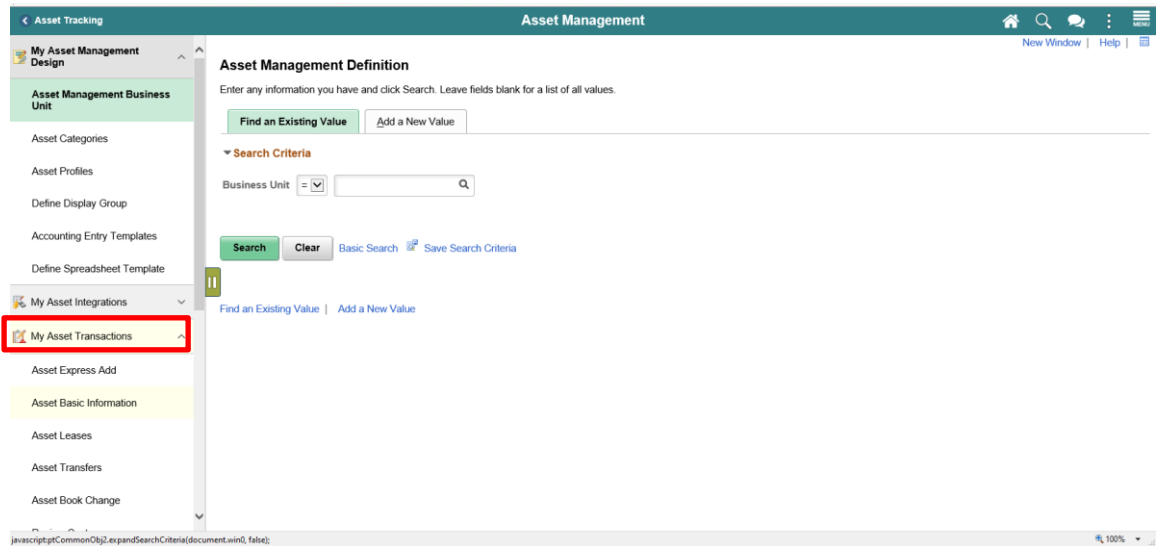 Asset Tracking
Asset Management
MENU
New Window | Help |
My Asset Management
Design
Asset Management Business
Unit
Asset Categories
Asset Profiles
Define Display Group
Accounting Entry Templates
Define Spreadsheet Template
My Asset Integrations
My Asset Transactions
Asset Express Add
Asset Basic Information
Asset Leases
Asset Transfers
Asset Book Change
Asset Management Definition
Enter any information you have and click Search. Leave fields blank for a list of all values.
Find an Existing Value
Add a New Value
Search Criteria
Business Unit =
Search Clear Basic Search Save Search Criteria
Find an Existing Value | Add a New Value
javascript:ptCommonObj2.expandSearchCriteria(document.win0, false);
100%